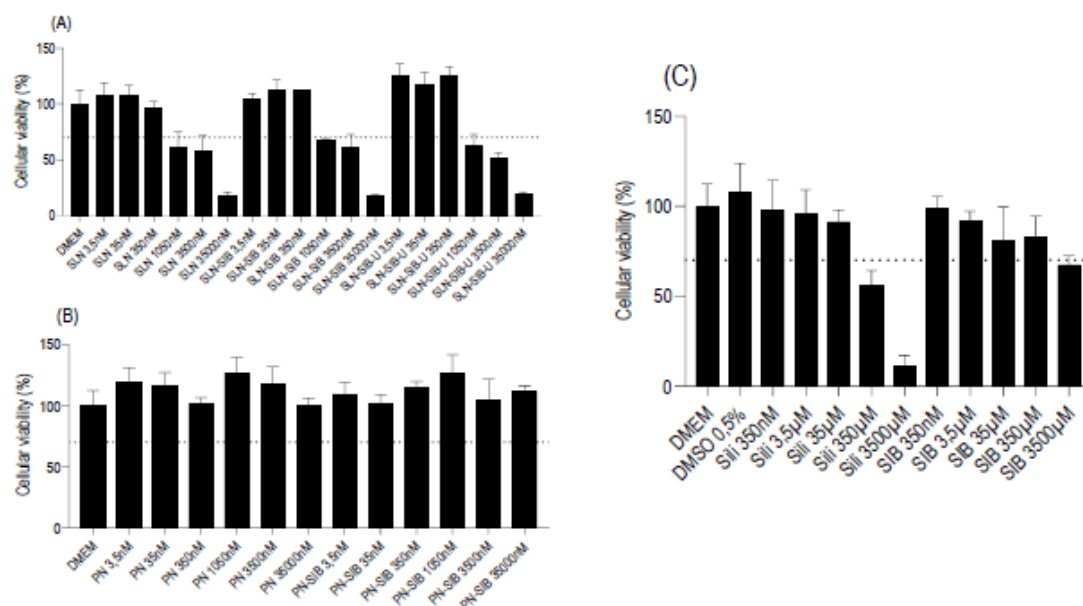 (A)
Cellular viability (%)
150
100
50
0
DMEM
SLN 3,5nM
SLN 35nM
SLN 350nM
SLN 1050nM
SLN 3500nM
SLN 35000nM
SLN-SIB 3,5nM
SLN-SIB 35nM
SLN-SIB 350nM
SLN-SIB 1050nM
SLN-SIB 3500nM
SLN-SIB 35000nM
SLN-SIB-U 3,5nM
SLN-SIB-U 35nM
SLN-SIB-U 350nM
SLN-SIB-U 1050nM
SLN-SIB-U 3500nM
SLN-SIB-U 35000nM
(B)
Cellular viability (%)
150
100
50
0
DMEM
PN 3,5nM
PN 35nM
PN 350nM
PN 1050nM
PN 3500nM
PN 35000nM
PN-SIB 3,5nM
PN-SIB 35nM
PN-SIB 350nM
PN-SIB 1050nM
PN-SIB 3500nM
PN-SIB 35000nM
(C)
Cellular viability (%)
150
100
50
0
DMEM
DMSO 0.5%
Sili 350nM
Sili 3,5µM
Sili 35µM
Sili 350µM
Sili 3500µM
SIB 350nM
SIB 3.5µM
SIB 35µM
SIB 350µM
SIB 3500µM